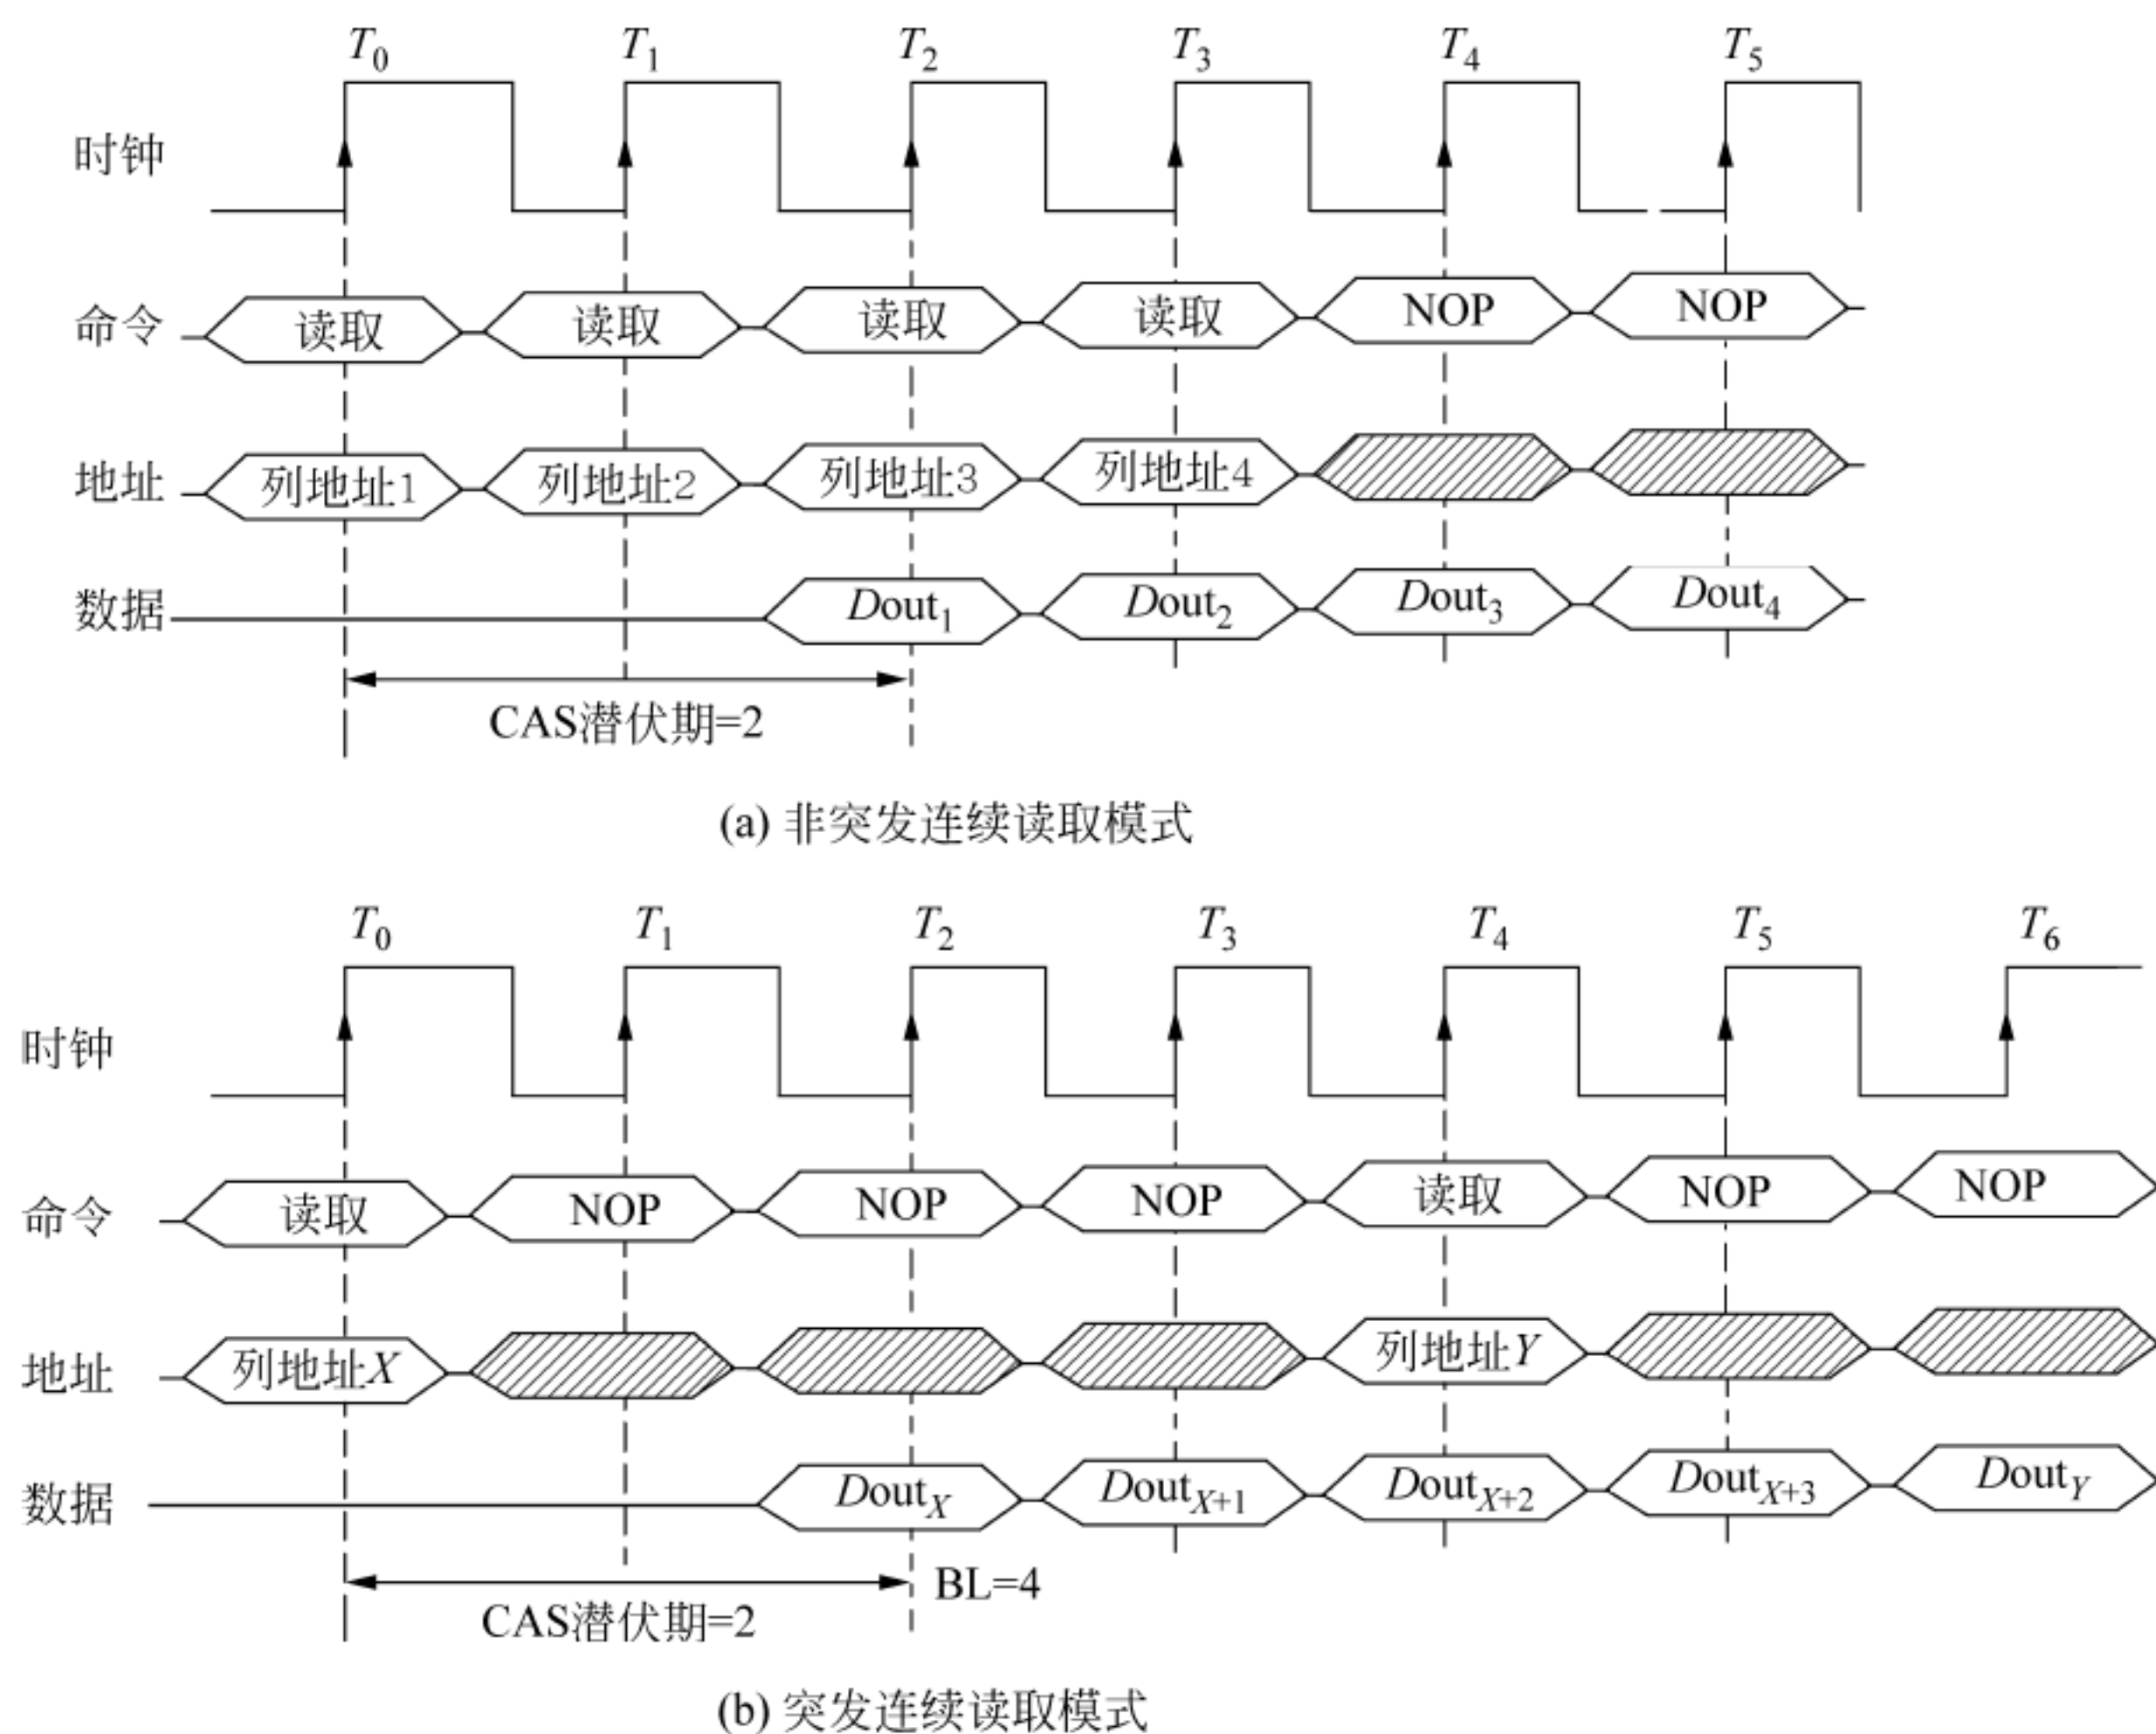 T0 T1 T2 T3 T4 T5
时钟
命令 读取 读取 读取 读取 NOP NOP
地址 列地址1 列地址2 列地址3 列地址4
数据 Dout1 Dout2 Dout3 Dout4
CAS潜伏期=2
(a) 非突发连续读取模式
T0 T1 T2 T3 T4 T5 T6
时钟
命令 读取 NOP NOP NOP 读取 NOP NOP
地址 列地址X 列地址Y
数据 DoutX DoutX+1 DoutX+2 DoutX+3 DoutY
BL=4
CAS潜伏期=2
(b) 突发连续读取模式